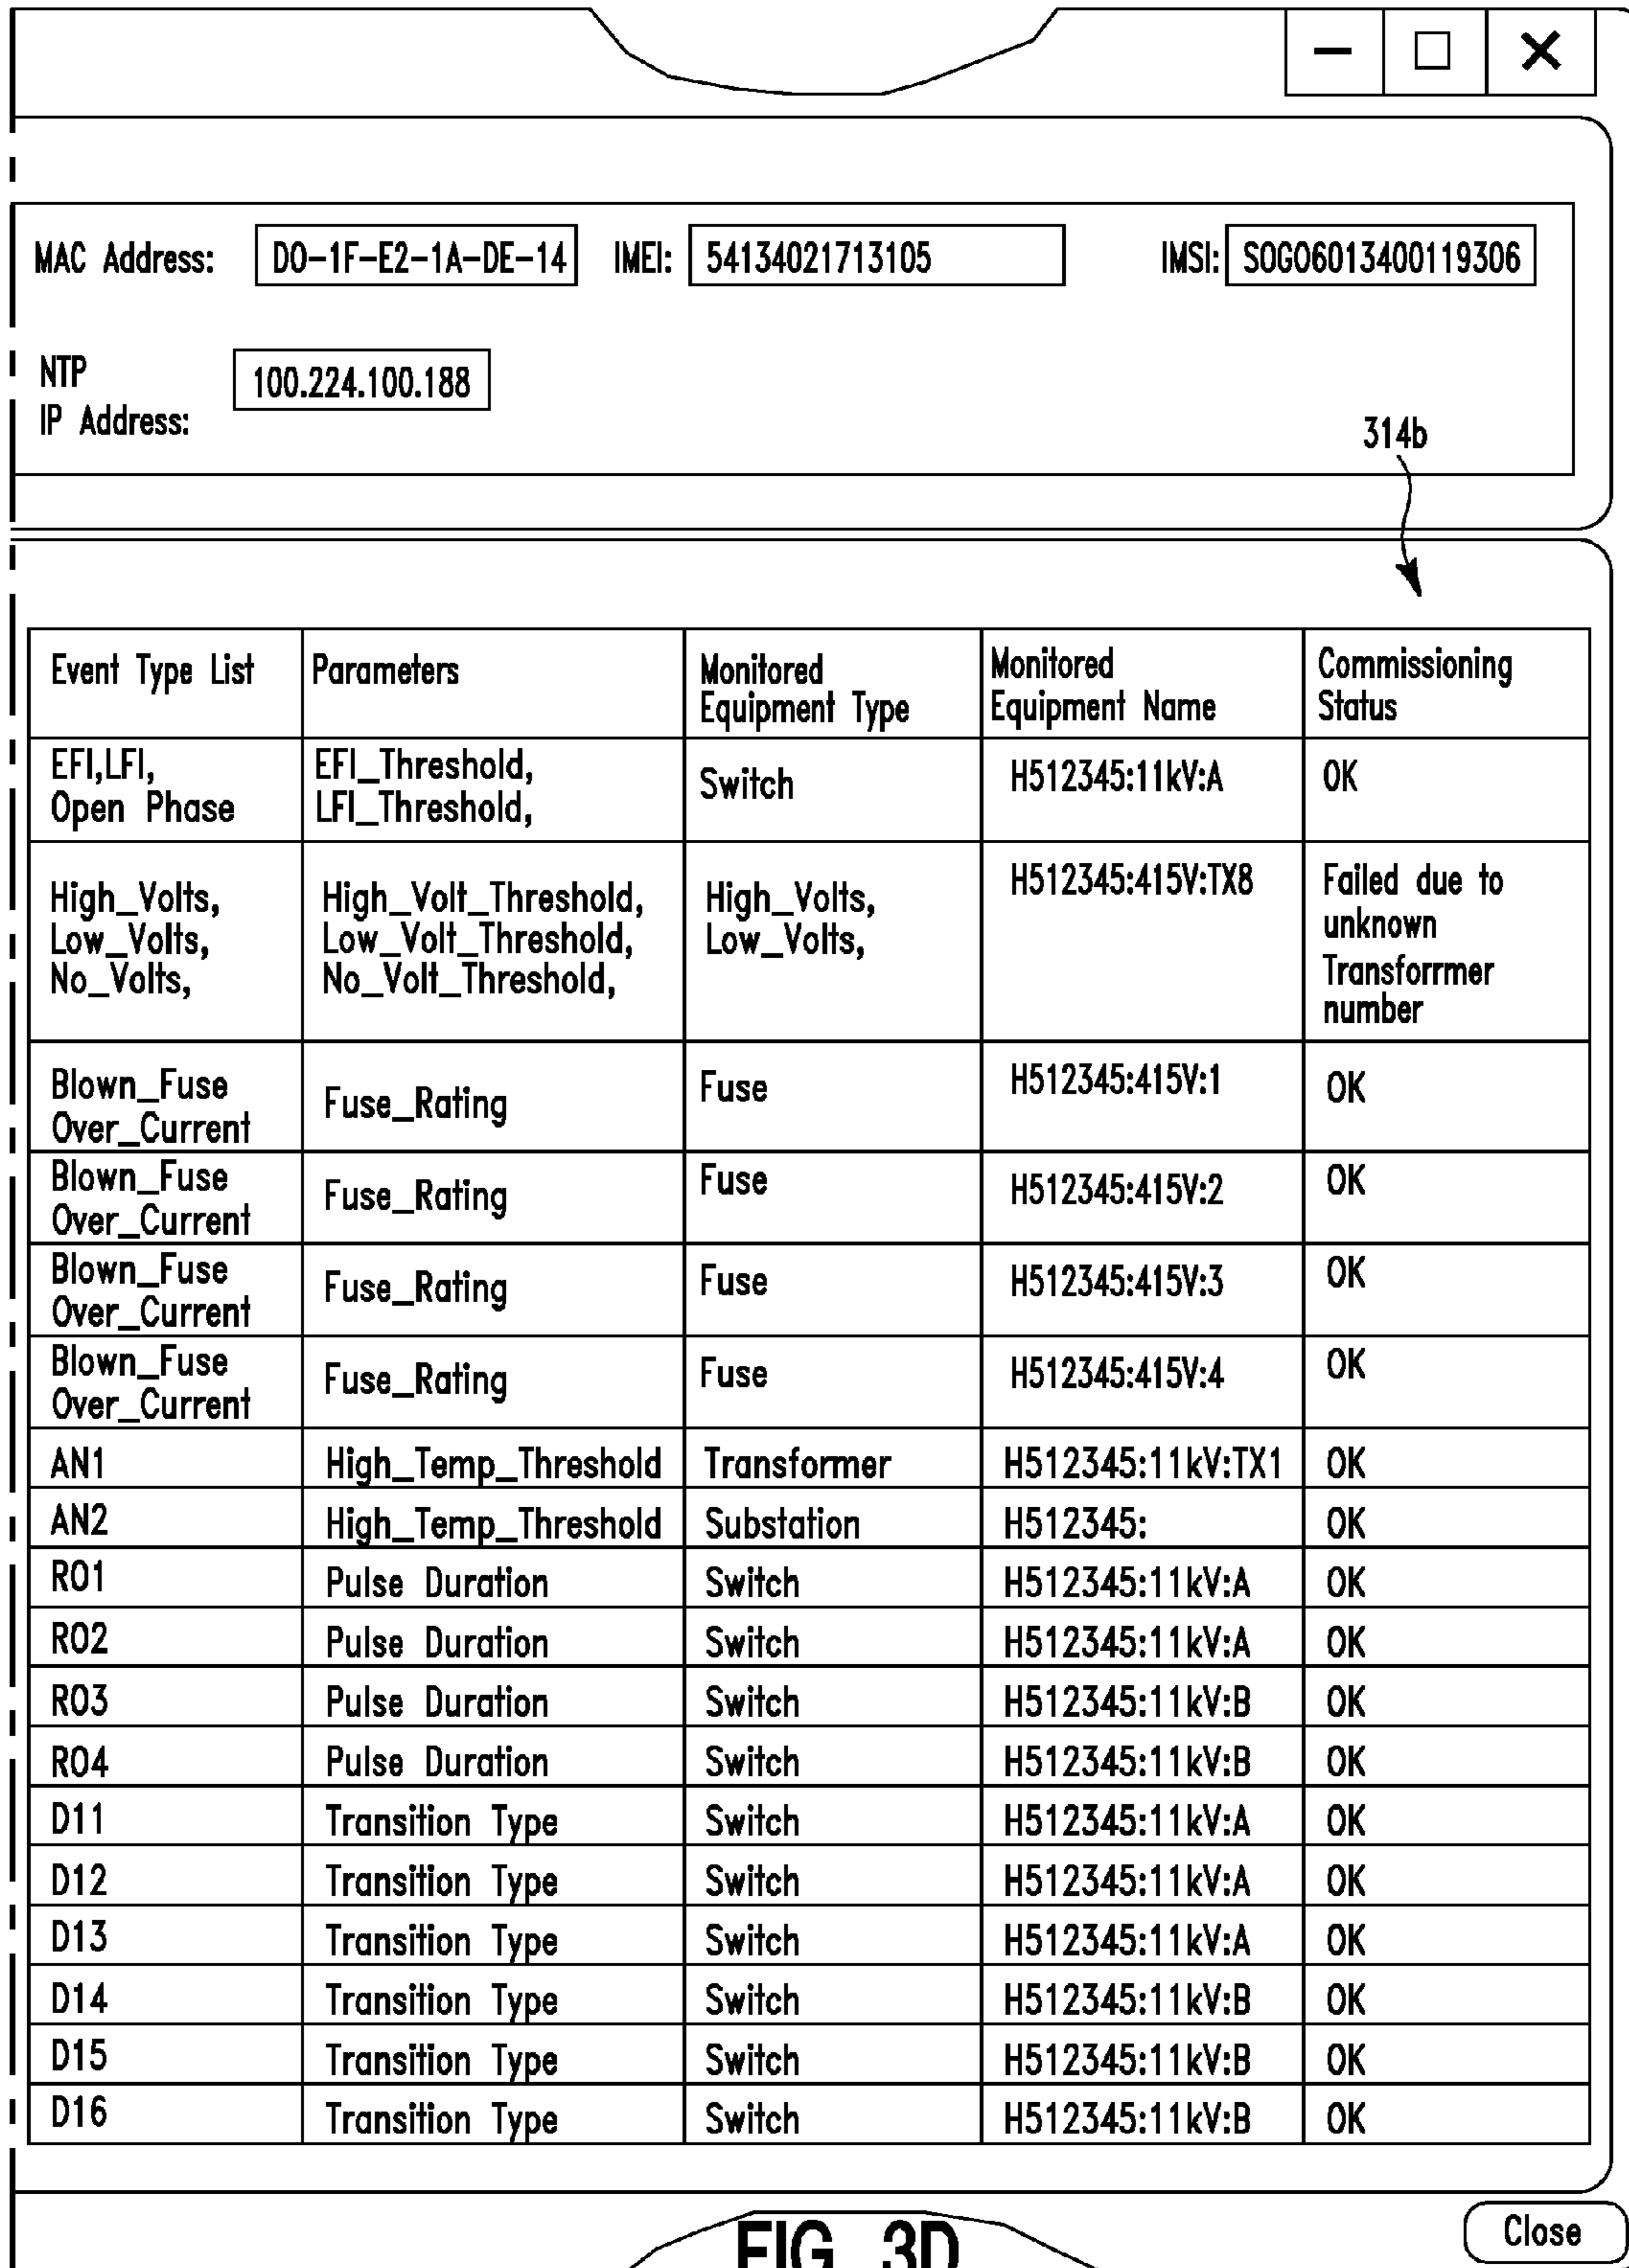 MAC Address: D0-1F-E2-1A-DE-14 IMEI: 54134021713105 IMSI: SOGO6013400119306
NTP
IP Address: 100.224.100.188
314b
Event Type List Parameters Monitored Equipment Type Monitored Equipment Name Commissioning Status
EFI,LFI, Open Phase EFI_Threshold, LFI_Threshold, Switch H512345:11kV:A OK
High_Volts, Low_Volts, No_Volts, High_Volt_Threshold, Low_Volt_Threshold, No_Volt_Threshold, High_Volts, Low_Volts, H512345:415V:TX8 Failed due to unknown Transforrmer number
Blown_Fuse Over_Current Fuse_Rating Fuse H512345:415V:1 OK
Blown_Fuse Over_Current Fuse_Rating Fuse H512345:415V:2 OK
Blown_Fuse Over_Current Fuse_Rating Fuse H512345:415V:3 OK
Blown_Fuse Over_Current Fuse_Rating Fuse H512345:415V:4 OK
AN1 High_Temp_Threshold Transformer H512345:11kV:TX1 OK
AN2 High_Temp_Threshold Substation H512345: OK
RO1 Pulse Duration Switch H512345:11kV:A OK
RO2 Pulse Duration Switch H512345:11kV:A OK
RO3 Pulse Duration Switch H512345:11kV:B OK
RO4 Pulse Duration Switch H512345:11kV:B OK
D11 Transition Type Switch H512345:11kV:A OK
D12 Transition Type Switch H512345:11kV:A OK
D13 Transition Type Switch H512345:11kV:A OK
D14 Transition Type Switch H512345:11kV:B OK
D15 Transition Type Switch H512345:11kV:B OK
D16 Transition Type Switch H512345:11kV:B OK
Close
FIG. 3D